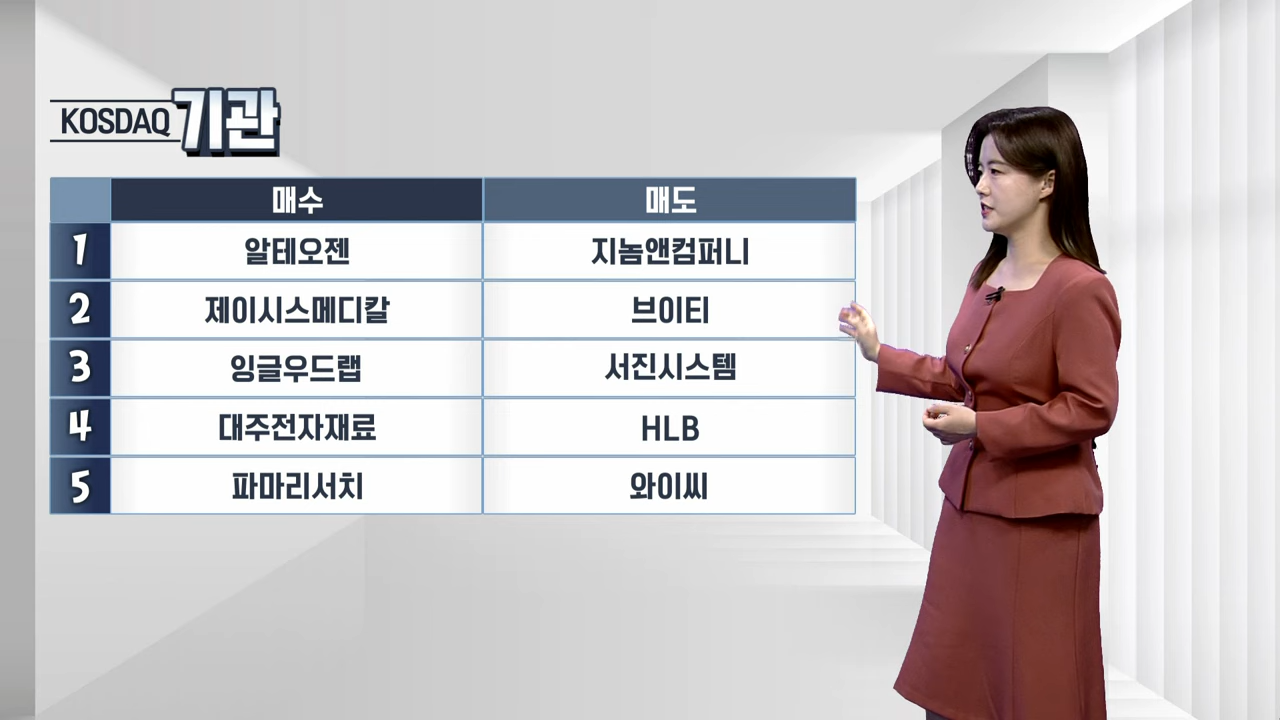 KOSDAQ 기관
매수 매도
1 알테오젠 지놈앤컴퍼니
2 제이시스메디칼 브이티
3 잉글우드랩 서진시스템
4 대주전자재료 HLB
5 파마리서치 와이씨